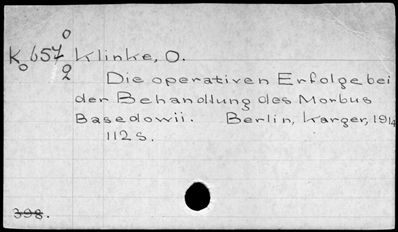 K 657 Klinke, O.
Die operativen Erfolge bei
der Behandlung des Morbus
Basedowii. Berlin, Karger, 1914
112 S.
398.